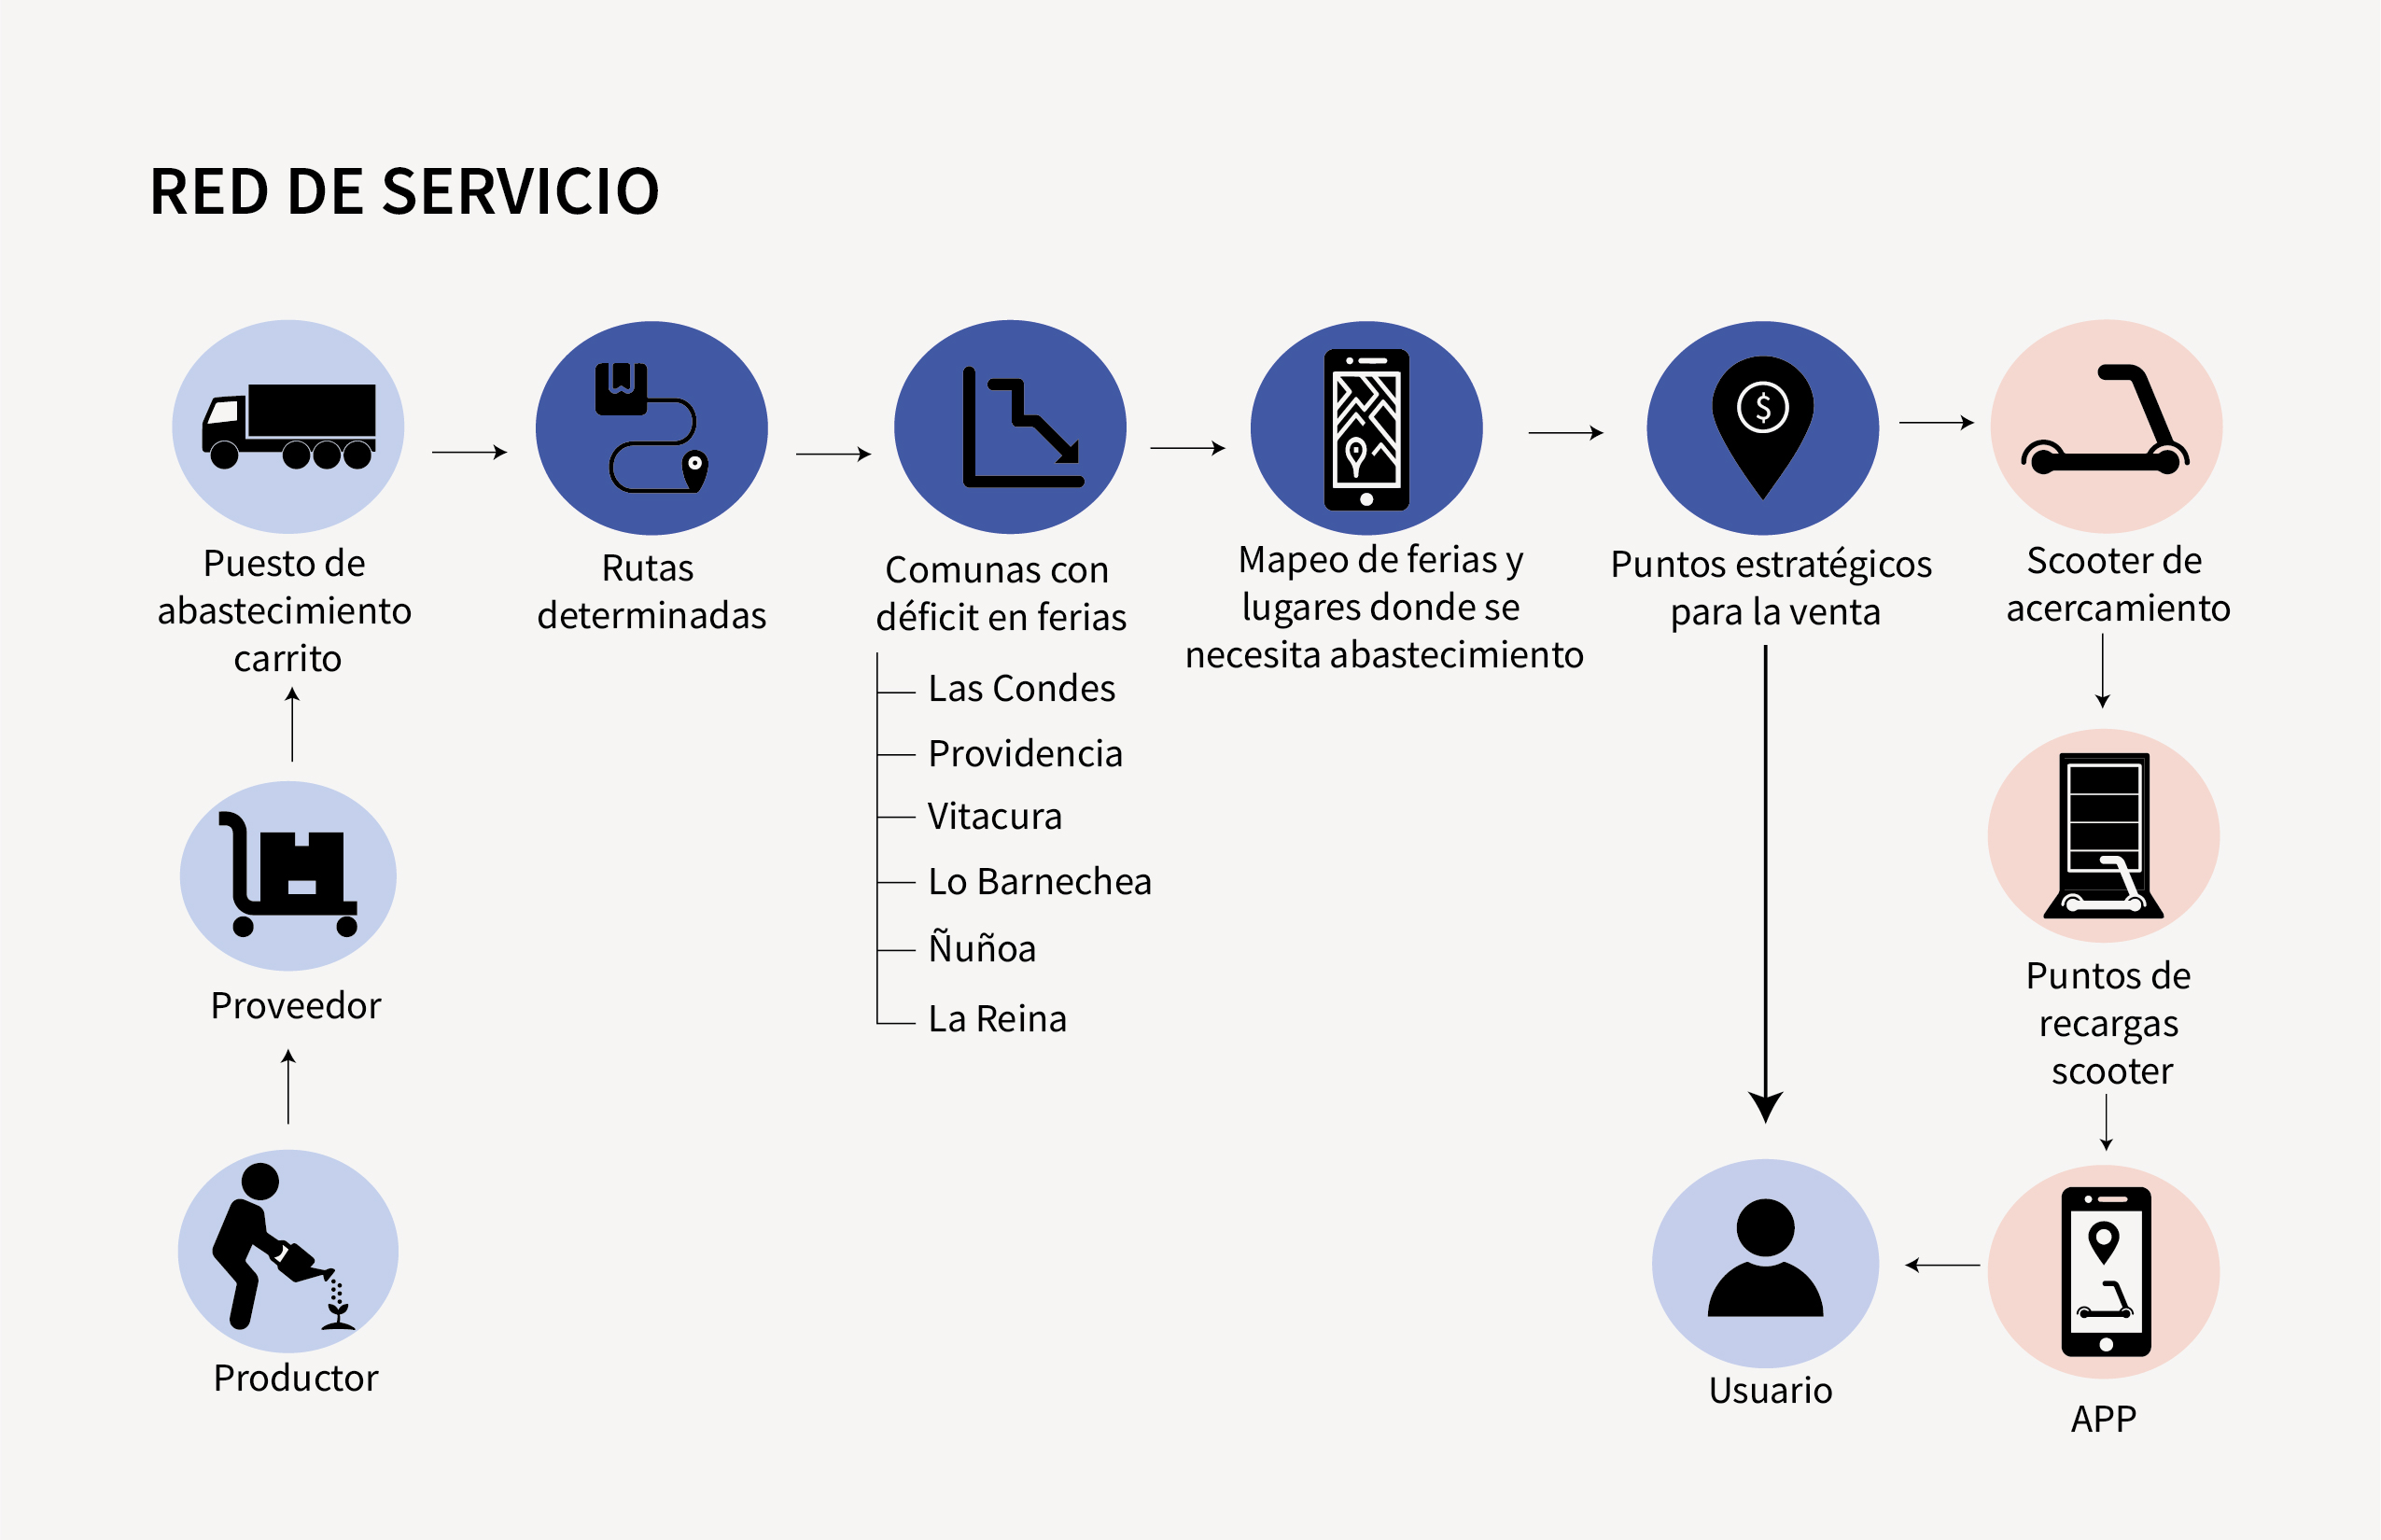 RED DE SERVICIO
Puesto de
abastecimiento
carrito
Rutas
determinadas
Comunas con
déficit en ferias
Mapeo de ferias y
lugares donde se
necesita abastecimiento
Puntos estratégicos
para la venta
Scooter de
acercamiento
Las Condes
Providencia
Vitacura
Lo Barnechea
Ñuñoa
La Reina
Proveedor
Productor
$
Puntos de
recargas
scooter
Usuario
APP